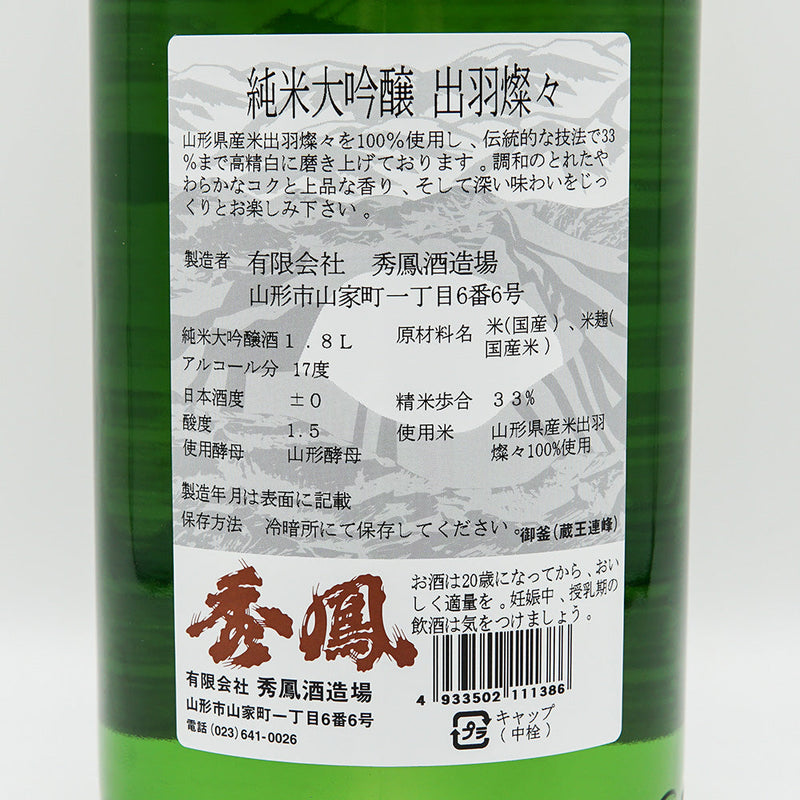 純米大吟醸 出羽燦々
山形県産米出羽燦々を100％使用し、伝統的な技法で33
％まで高精白に磨き上げております。調和のとれたや
わらかなコクと上品な香り、そして深い味わいをじっ
くりとお楽しみ下さい。
製造者 有限会社 秀鳳酒造場
山形市山家町一丁目6番6号
純米大吟醸酒 1.8L
原材料名 米(国産)、米麹(
国産米)
アルコール分 17度
日本酒度 ±0
精米歩合 33％
酸度 1.5
使用米 山形県産米出羽
燦々100％使用
使用酵母 山形酵母
製造年月は表面に記載
保存方法 冷暗所にて保存してください。
御釜(蔵王連峰)
秀鳳
有限会社 秀鳳酒造場
山形市山家町一丁目6番6号
電話(023)641-0026
お酒は20歳になってから、おい
しく適量を。妊娠中、授乳期の
飲酒は気をつけましょう。
4 933502 111386
プラ キャップ
(中栓)